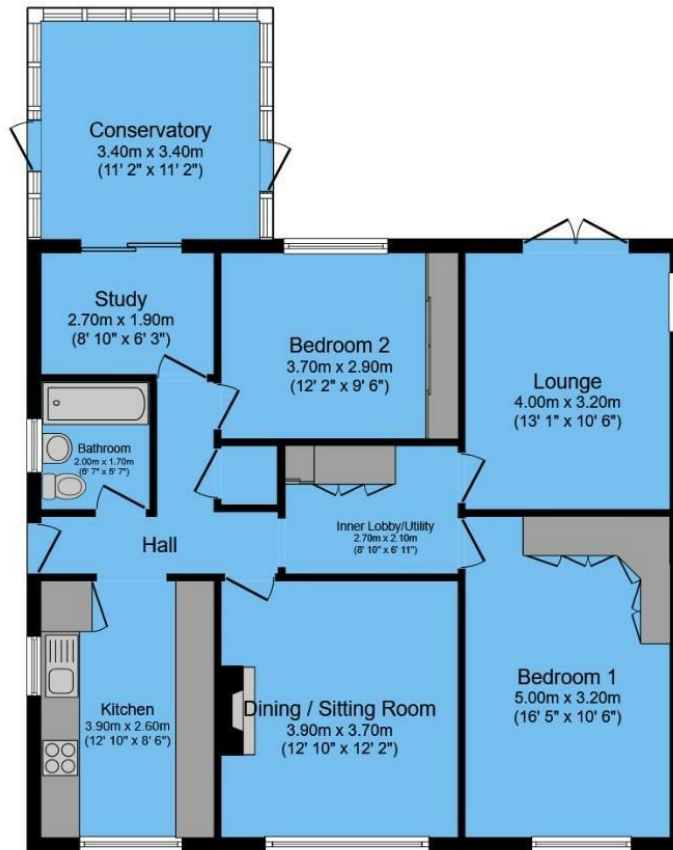 Conservatory
3.40m x 3.40m
(11' 2" x 11' 2")
Study
2.70m x 1.90m
(8' 10" x 6' 3")
Bedroom 2
3.70m x 2.90m
(12' 2" x 9' 6")
Lounge
4.00m x 3.20m
(13' 1" x 10' 6")
Bathroom
2.00m x 1.70m
(6' 7" x 5' 7")
Hall
Inner Lobby/Utility
2.70m x 2.10m
(8' 10" x 6' 11")
Kitchen
3.90m x 2.60m
(12' 10" x 8' 6")
Dining / Sitting Room
3.90m x 3.70m
(12' 10" x 12' 2")
Bedroom 1
5.00m x 3.20m
(16' 5" x 10' 6")